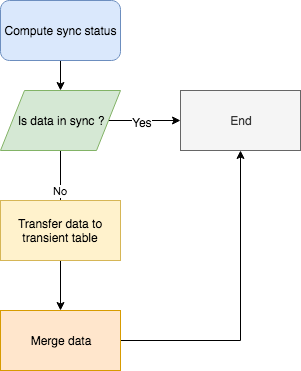 Compute sync status
Is data in sync ?
Yes
End
No
Transfer data to
transient table
Merge data